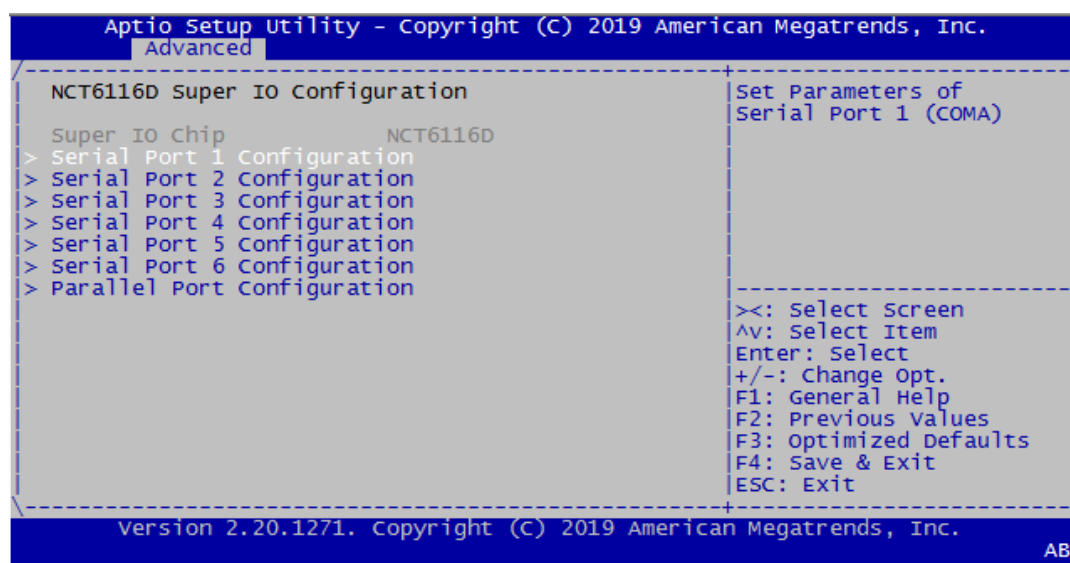 Aptio Setup Utility - Copyright (C) 2019 American Megatrends, Inc.
Advanced
NCT6116D Super IO Configuration
Super IO Chip NCT6116D
> Serial Port 1 Configuration
> Serial Port 2 Configuration
> Serial Port 3 Configuration
> Serial Port 4 Configuration
> Serial Port 5 Configuration
> Serial Port 6 Configuration
> Parallel Port Configuration
Set Parameters of
Serial Port 1 (COMA)
><: Select Screen
^v: Select Item
Enter: Select
+/-: Change Opt.
F1: General Help
F2: Previous Values
F3: Optimized Defaults
F4: Save & Exit
ESC: Exit
Version 2.20.1271. Copyright (C) 2019 American Megatrends, Inc.
AB